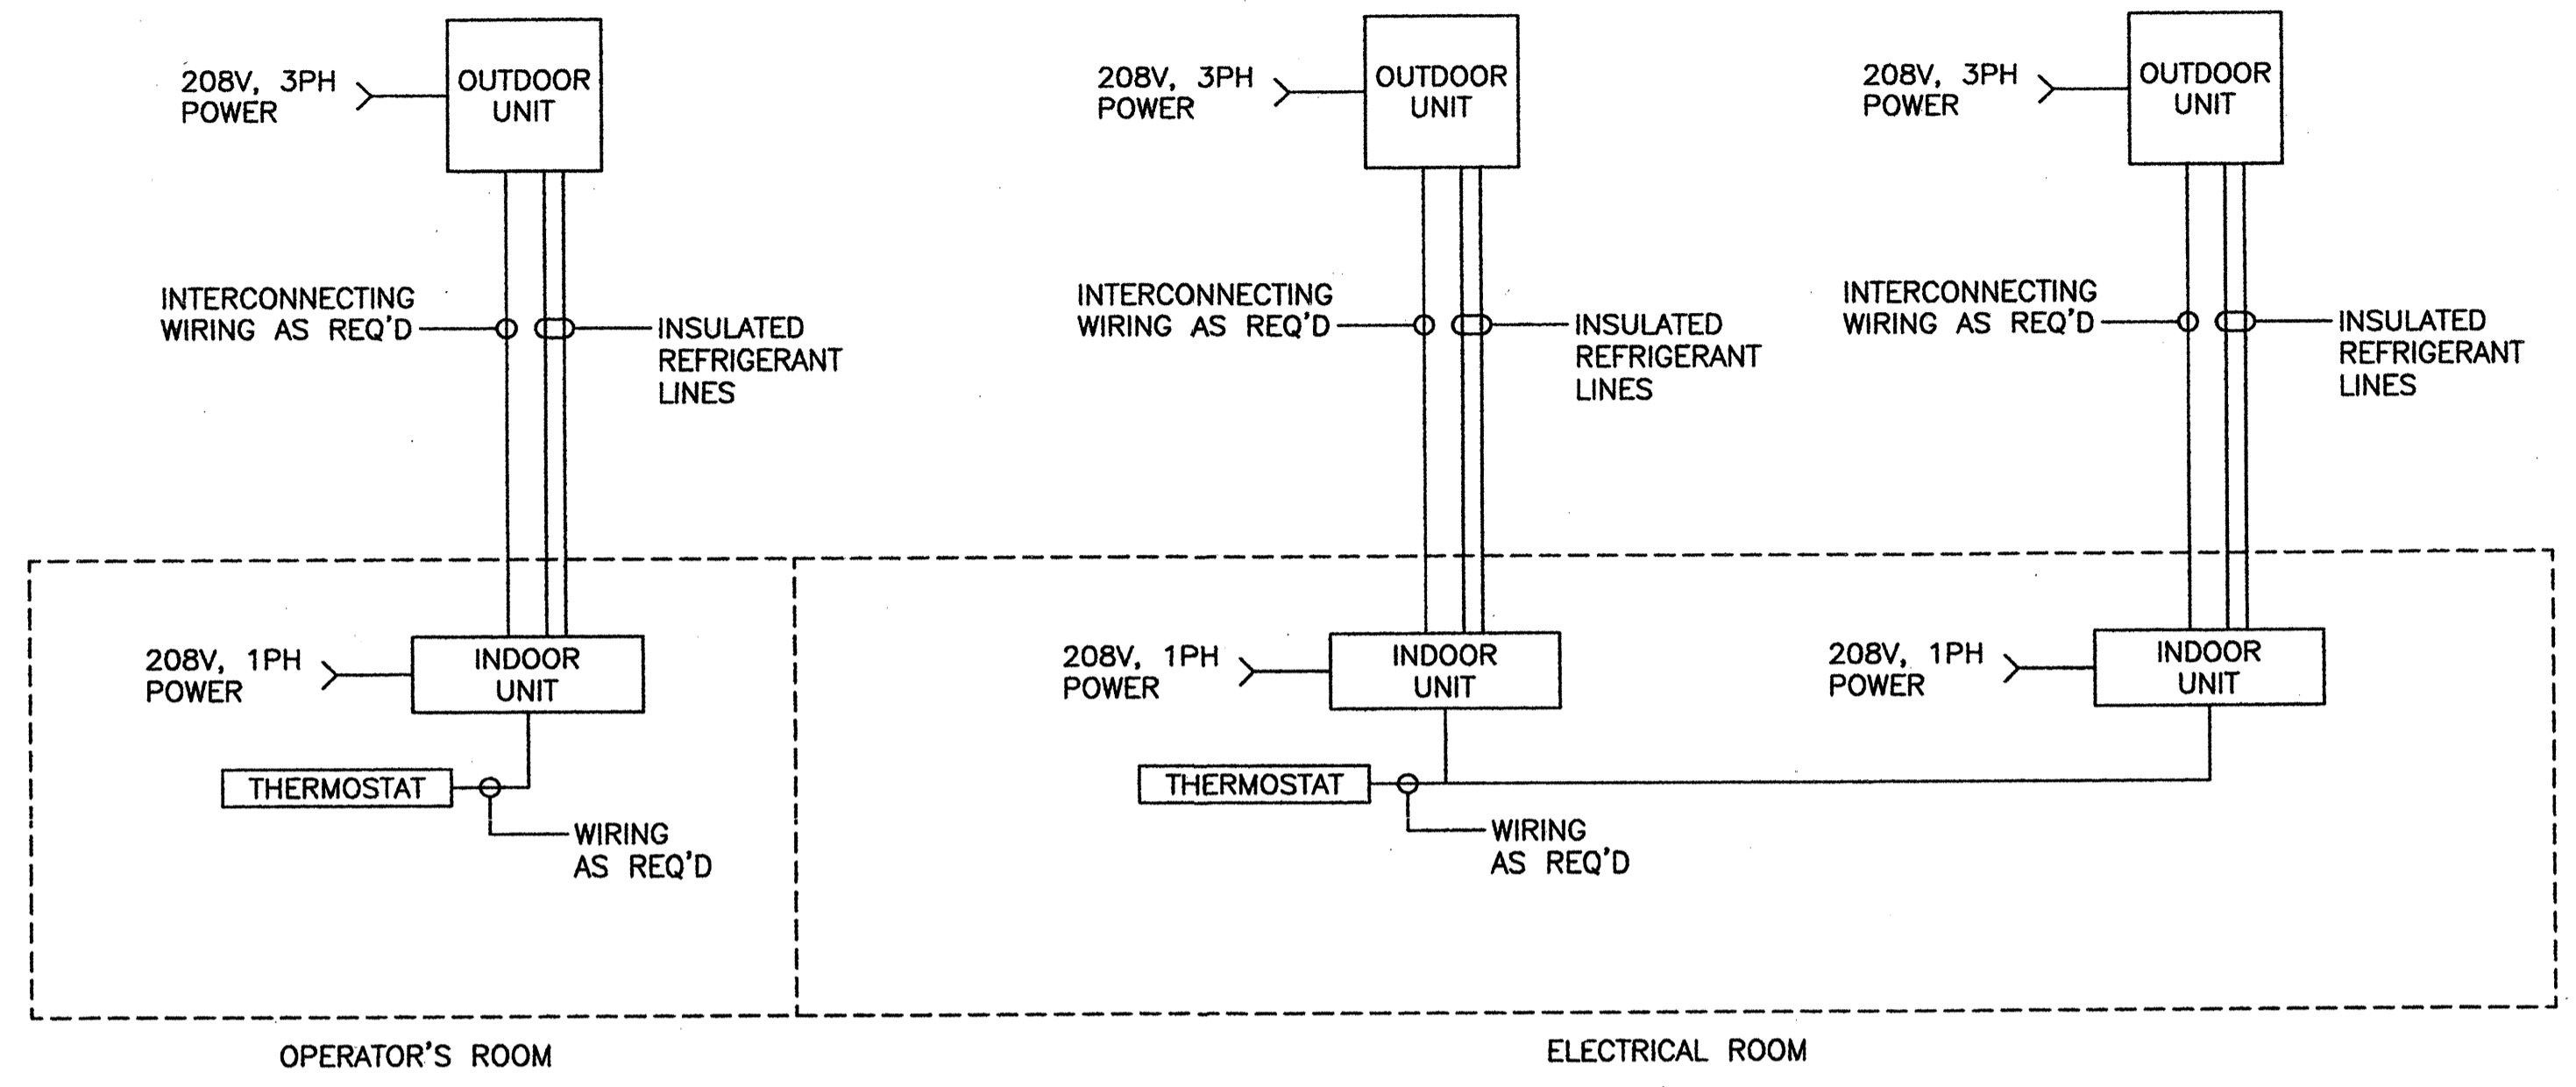 208V, 3PH
POWER
OUTDOOR
UNIT
208V, 3PH
POWER
OUTDOOR
UNIT
208V, 3PH
POWER
OUTDOOR
UNIT
INTERCONNECTING
WIRING AS REQ'D
INSULATED
REFRIGERANT
LINES
INTERCONNECTING
WIRING AS REQ'D
INSULATED
REFRIGERANT
LINES
INTERCONNECTING
WIRING AS REQ'D
INSULATED
REFRIGERANT
LINES
208V, 1PH
POWER
INDOOR
UNIT
208V, 1PH
POWER
INDOOR
UNIT
208V, 1PH
POWER
INDOOR
UNIT
THERMOSTAT
WIRING
AS REQ'D
THERMOSTAT
WIRING
AS REQ'D
OPERATOR'S ROOM
ELECTRICAL ROOM